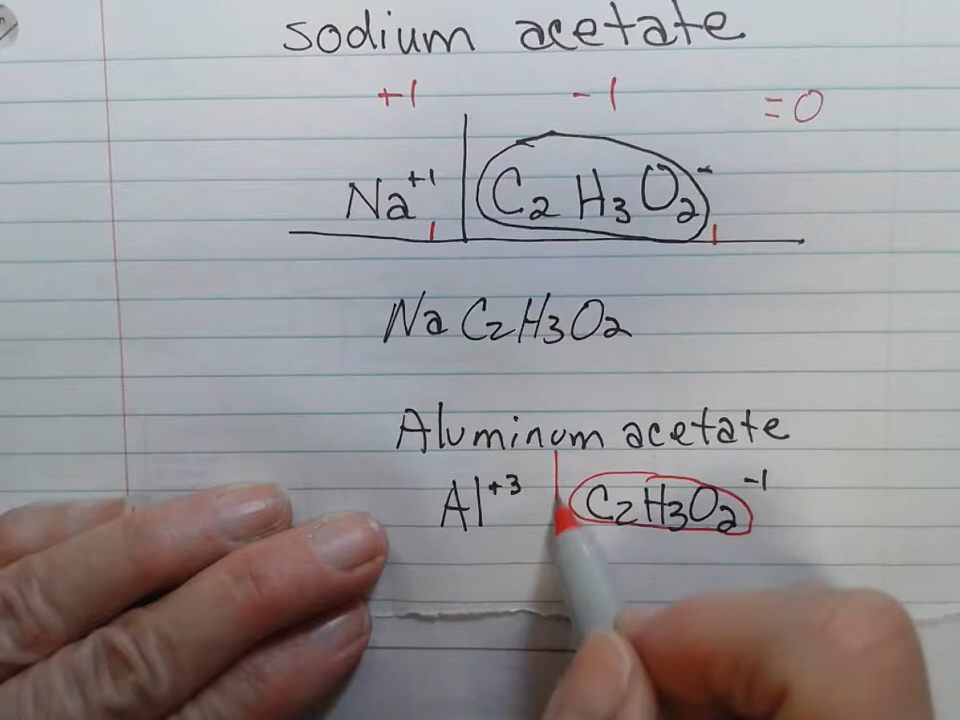 sodium acetate
+1 -1 =0
Na+1 C2H3O2-
1 1
NaC2H3O2
Aluminum acetate
Al+3 C2H3O2-1